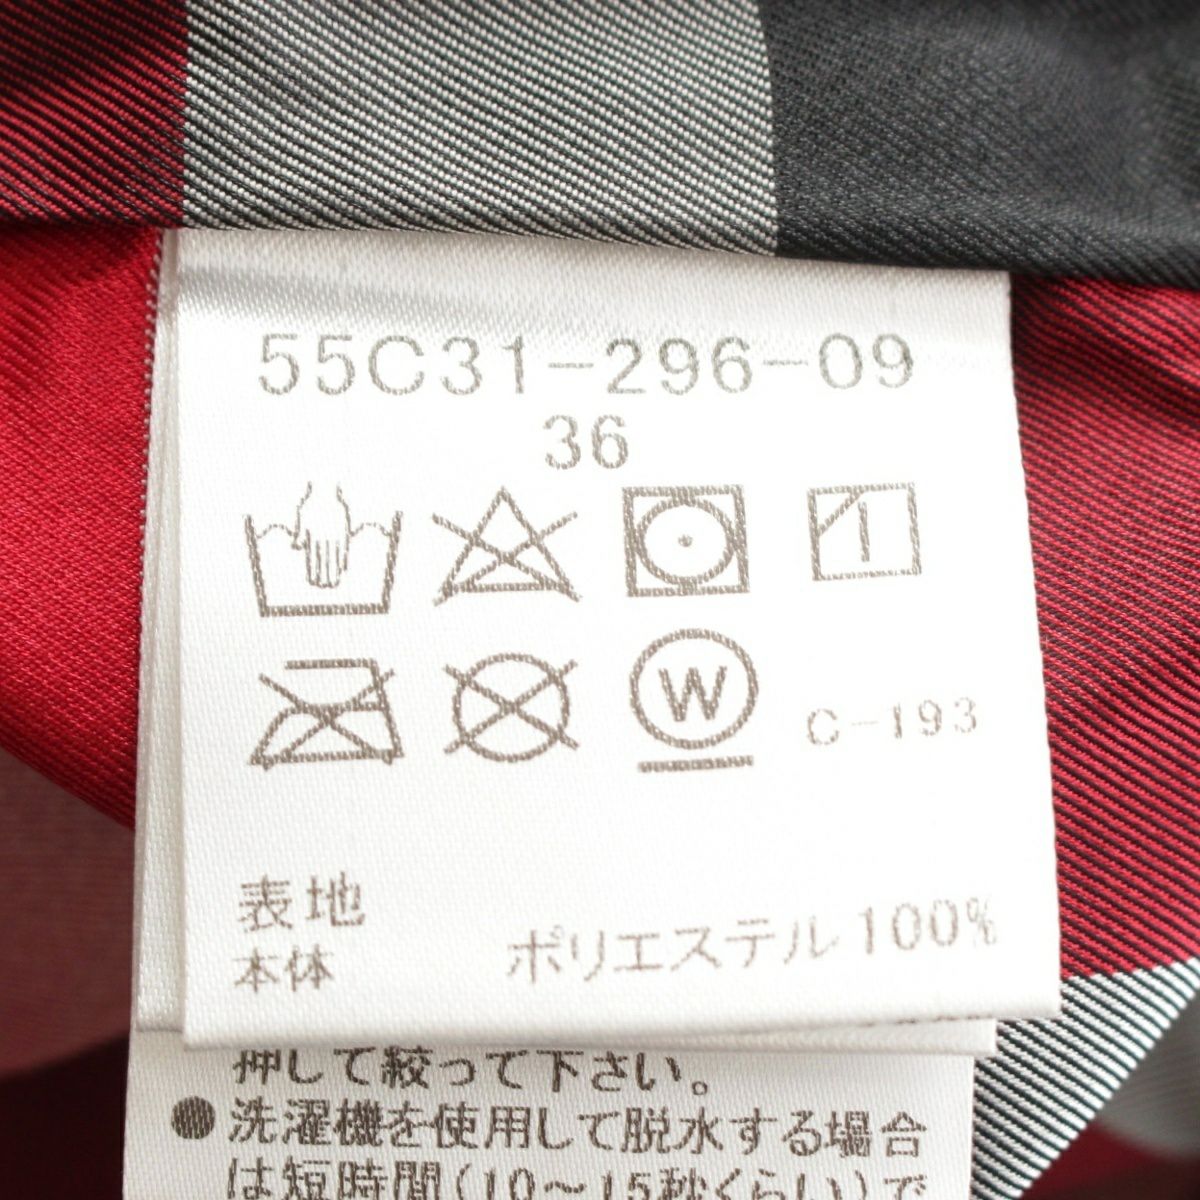 55C31-296-09
36
W
C-193
表地
本体 ポリエステル100%
押して絞って下さい。
●洗濯機を使用して脱水する場合
は短時間(10〜15秒くらい)で